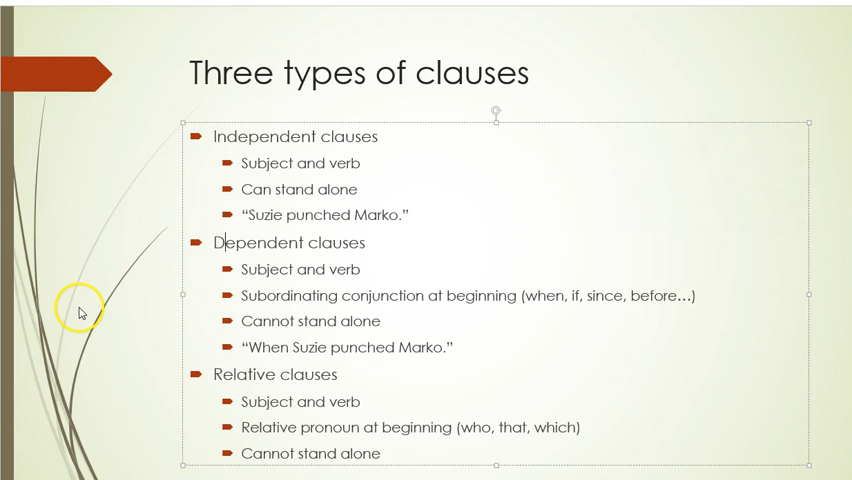 Three types of clauses
Independent clauses
Subject and verb
Can stand alone
“Suzie punched Marko.”
Dependent clauses
Subject and verb
Subordinating conjunction at beginning (when, if, since, before…)
Cannot stand alone
“When Suzie punched Marko.”
Relative clauses
Subject and verb
Relative pronoun at beginning (who, that, which)
Cannot stand alone